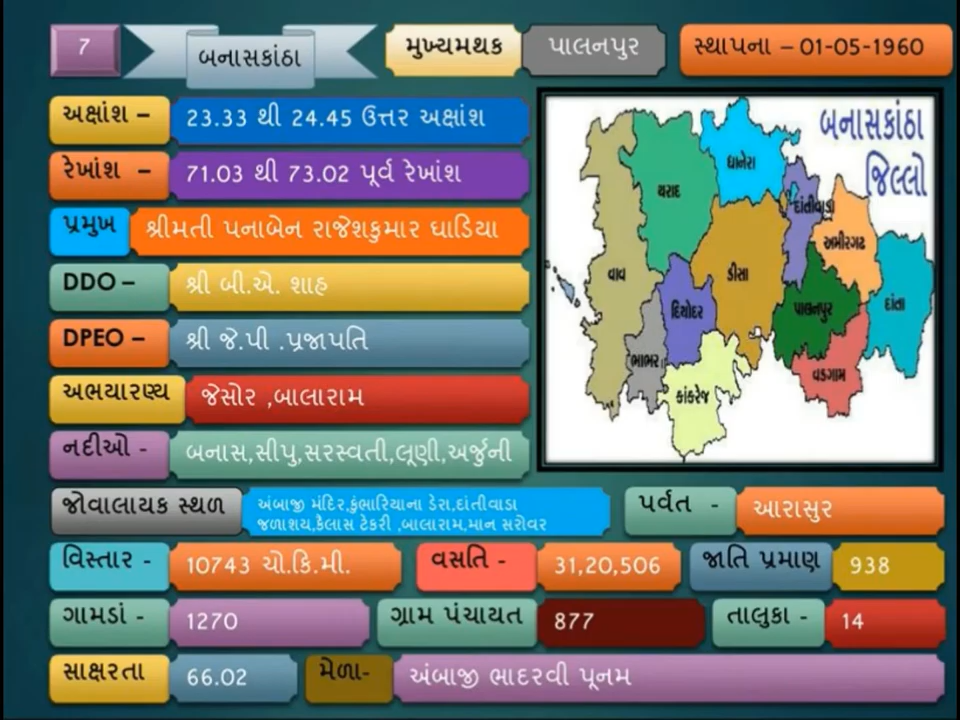 7
બનાસકાંઠા
મુખ્યમથક પાલનપુર
સ્થાપના – 01-05-1960
અક્ષાંશ – 23.33 થી 24.45 ઉત્તર અક્ષાંશ
રેખાંશ – 71.03 થી 73.02 પૂર્વ રેખાંશ
પ્રમુખ શ્રીમતી પનાબેન રાજેશકુમાર ઘાડિયા
DDO – શ્રી બી.એ. શાહ
DPEO – શ્રી જે.પી .પ્રજાપતિ
અભયારણ્ય જેસોર ,બાલારામ
નદીઓ - બનાસ,સીપુ,સરસ્વતી,લૂણી,અર્જુની
બનાસકાંઠા
જિલ્લો
ધાનેરા
થરાદ
દાંતીવાડા
અમીરગઢ
વાવ
ડીસા
દાંતા
દિયોદર
પાલનપુર
ભાભર
કાંકરેજ
વડગામ
જોવાલાયક સ્થળ અંબાજી મંદિર,કુંભારિયાના ડેરા,દાંતીવાડા
જળાશય,કૈલાસ ટેકરી ,બાલારામ,માન સરોવર
પર્વત - આરાસુર
વિસ્તાર - 10743 ચો.કિ.મી. વસતિ - 31,20,506 જાતિ પ્રમાણ 938
ગામડાં - 1270 ગ્રામ પંચાયત 877 તાલુકા - 14
સાક્ષરતા 66.02 મેળા- અંબાજી ભાદરવી પૂનમ